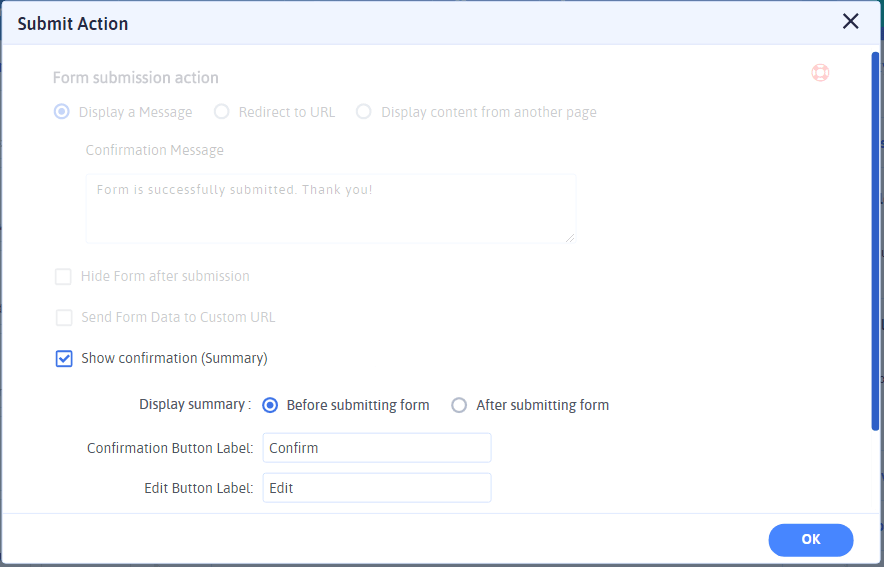 Submit Action
Form submission action
Display a Message Redirect to URL Display content from another page
Confirmation Message
Form is successfully submitted. Thank you!
Hide Form after submission
Send Form Data to Custom URL
Show confirmation (Summary)
Display summary : Before submitting form After submitting form
Confirmation Button Label: Confirm
Edit Button Label: Edit
OK